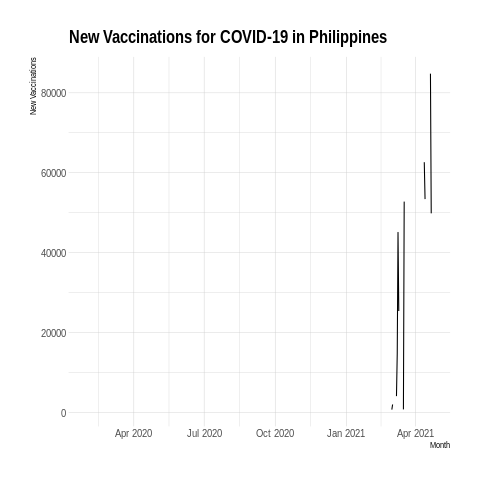 New Vaccinations for COVID-19 in Philippines
New Vaccinations
80000
60000
40000
20000
0
Apr 2020 Jul 2020 Oct 2020 Jan 2021 Apr 2021
Month